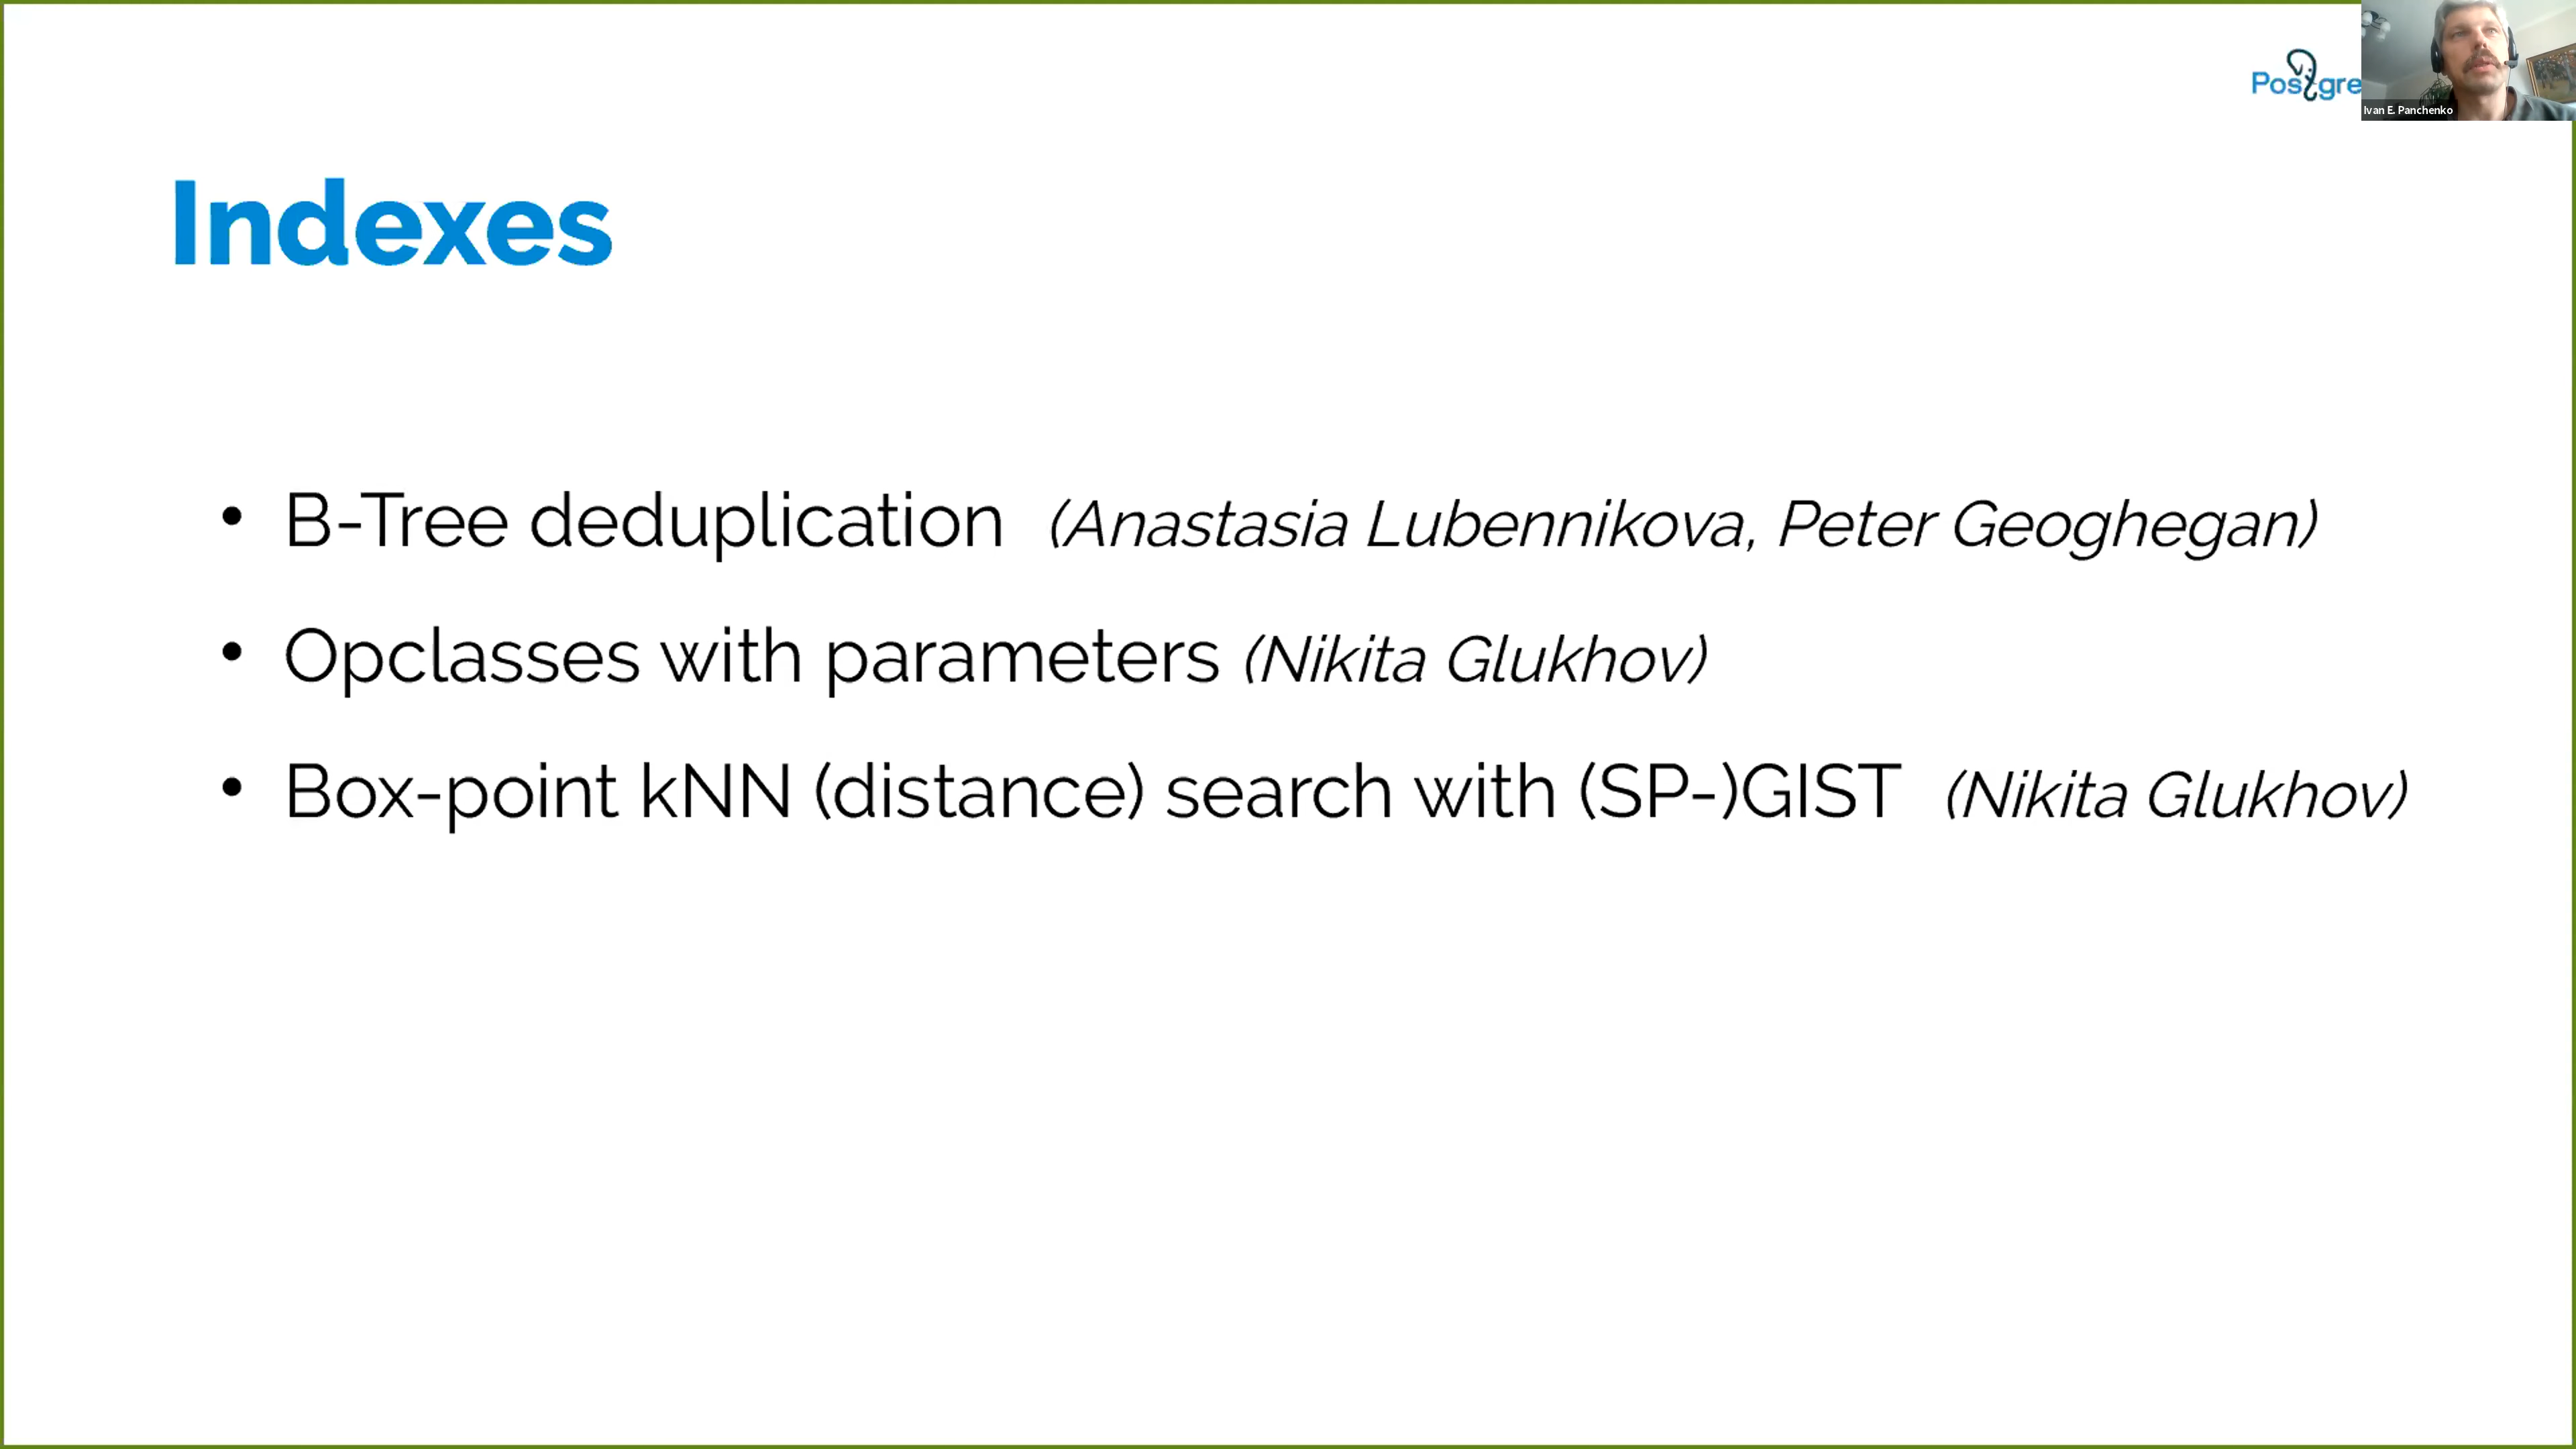 Postgre
Ivan E. Panchenko
Indexes
• B-Tree deduplication (Anastasia Lubennikova, Peter Geoghegan)
• Opclasses with parameters (Nikita Glukhov)
• Box-point kNN (distance) search with (SP-)GIST (Nikita Glukhov)